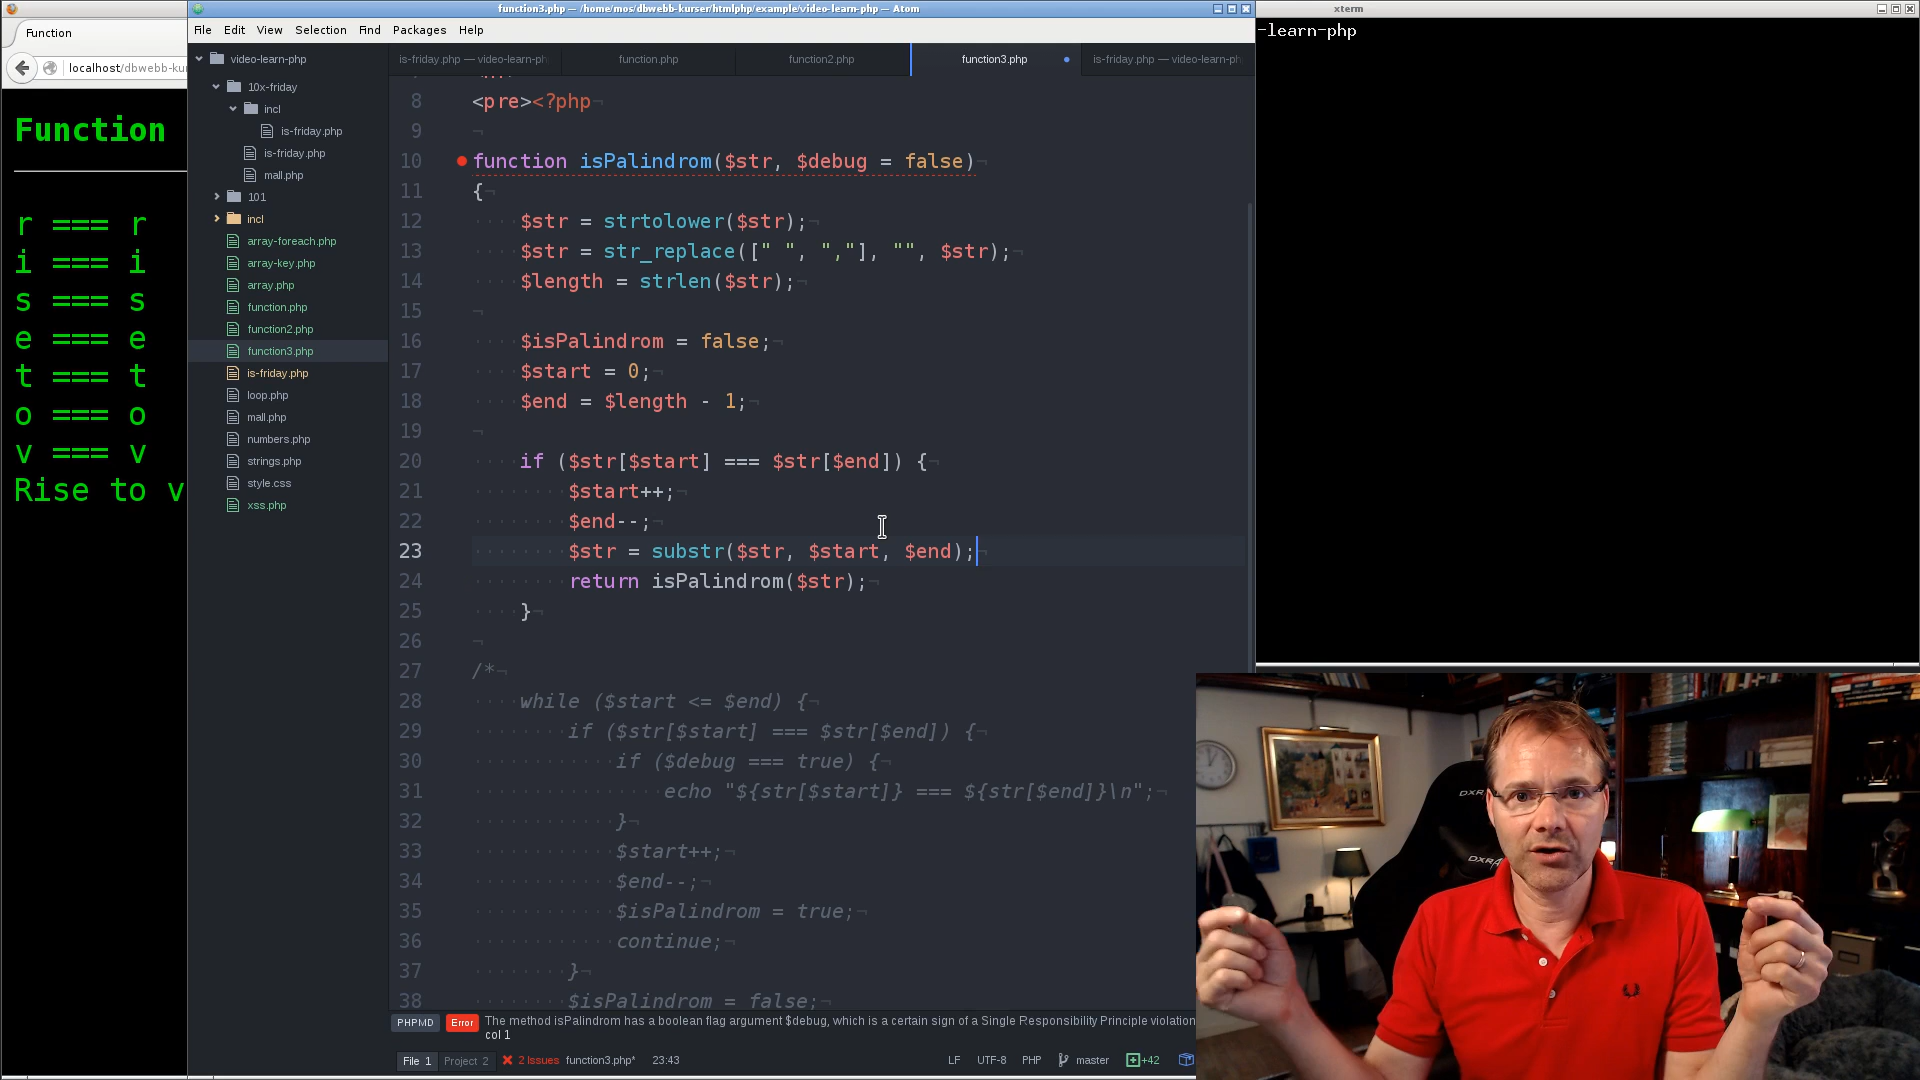 function3.php — /home/mos/dbwebb-kurser/htmlphp/example/video-learn-php — Atom
xterm
Function
localhost/dbwebb-ku
Function
r === r
i === i
s === s
e === e
t === t
o === o
v === v
Rise to v
File Edit View Selection Find Packages Help
video-learn-php
10x-friday
incl
is-friday.php
is-friday.php
mall.php
101
incl
array-foreach.php
array-key.php
array.php
function.php
function2.php
function3.php
is-friday.php
loop.php
mall.php
numbers.php
strings.php
style.css
xss.php
is-friday.php — video-learn-ph
function.php
function2.php
function3.php
is-friday.php — video-learn-ph
8 <pre><?php¬
9 ¬
10 function isPalindrom($str, $debug = false)¬
11 {¬
12 ····$str = strtolower($str);¬
13 ····$str = str_replace([" ", ","], "", $str);¬
14 ····$length = strlen($str);¬
15 ¬
16 ····$isPalindrom = false;¬
17 ····$start = 0;¬
18 ····$end = $length - 1;¬
19 ¬
20 ····if ($str[$start] === $str[$end]) {¬
21 ········$start++;¬
22 ········$end--;¬
23 ········$str = substr($str, $start, $end);¬
24 ········return isPalindrom($str);¬
25 ····}¬
26 ¬
27 /*¬
28 ····while ($start <= $end) {¬
29 ········if ($str[$start] === $str[$end]) {¬
30 ············if ($debug === true) {¬
31 ················echo "${str[$start]} === ${str[$end]}\n";¬
32 ············}¬
33 ············$start++;¬
34 ············$end--;¬
35 ············$isPalindrom = true;¬
36 ············continue;¬
37 ········}¬
38 ········$isPalindrom = false;¬
PHPMD Error The method isPalindrom has a boolean flag argument $debug, which is a certain sign of a Single Responsibility Principle violation
col 1
File 1 Project 2 2 Issues function3.php* 23:43 LF UTF-8 PHP master +42
-learn-php
DXR
DXRA